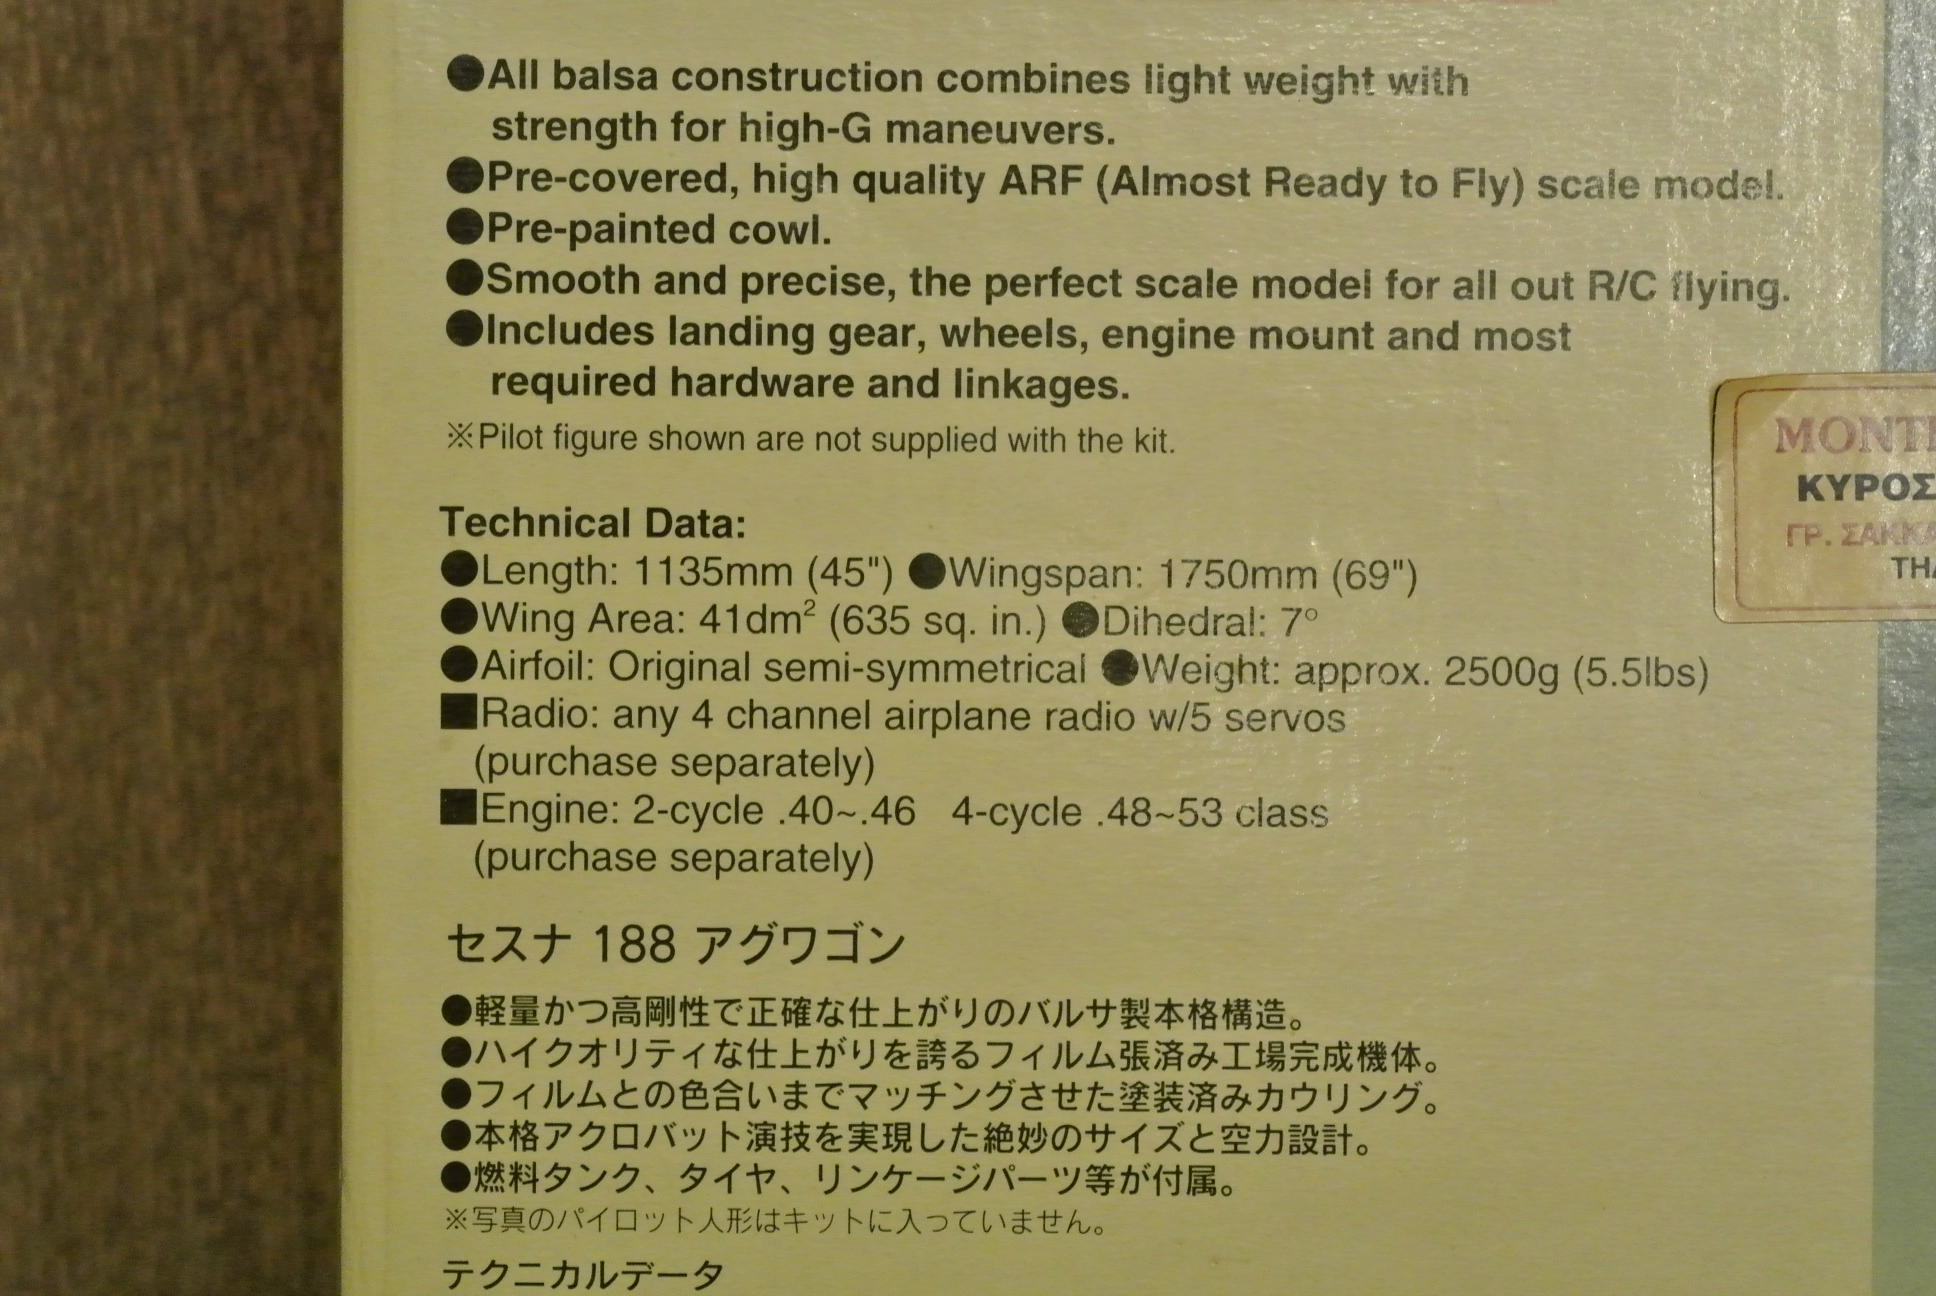 ●All balsa construction combines light weight with
strength for high-G maneuvers.
●Pre-covered, high quality ARF (Almost Ready to Fly) scale model.
●Pre-painted cowl.
●Smooth and precise, the perfect scale model for all out R/C flying.
●Includes landing gear, wheels, engine mount and most
required hardware and linkages.
※Pilot figure shown are not supplied with the kit.
Technical Data:
●Length: 1135mm (45") ●Wingspan: 1750mm (69")
●Wing Area: 41dm² (635 sq. in.) ●Dihedral: 7°
●Airfoil: Original semi-symmetrical ●Weight: approx. 2500g (5.5lbs)
■Radio: any 4 channel airplane radio w/5 servos
(purchase separately)
■Engine: 2-cycle .40~.46 4-cycle .48~53 class
(purchase separately)
セスナ 188 アグワゴン
●軽量かつ高剛性で正確な仕上がりのバルサ製本格構造。
●ハイクオリティな仕上がりを誇るフィルム張済み工場完成機体。
●フィルムとの色合いまでマッチングさせた塗装済みカウリング。
●本格アクロバット演技を実現した絶妙のサイズと空力設計。
●燃料タンク、タイヤ、リンケージパーツ等が付属。
※写真のパイロット人形はキットに入っていません。
テクニカルデータ
ΚΥΡΟΣ
ΓΡ.